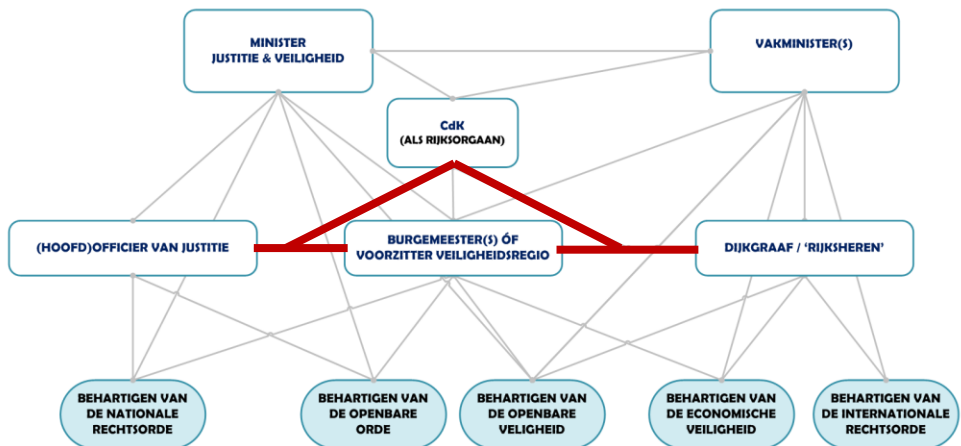 MINISTER
JUSTITIE & VEILIGHEID
VAKMINISTER(S)
CdK
(ALS RIJKSORGAAN)
(HOOFD)OFFICIER VAN JUSTITIE
BURGEMEESTER(S) ÓF
VOORZITTER VEILIGHEIDSREGIO
DIJKGRAAF / ‘RIJKSHEREN’
BEHARTIGEN VAN
DE NATIONALE
RECHTSORDE
BEHARTIGEN VAN
DE OPENBARE
ORDE
BEHARTIGEN VAN
DE OPENBARE
VELIGHEID
BEHARTIGEN VAN
DE ECONOMISCHE
VEILIGHEID
BEHARTIGEN VAN
DE INTERNATIONALE
RECHTSORDE